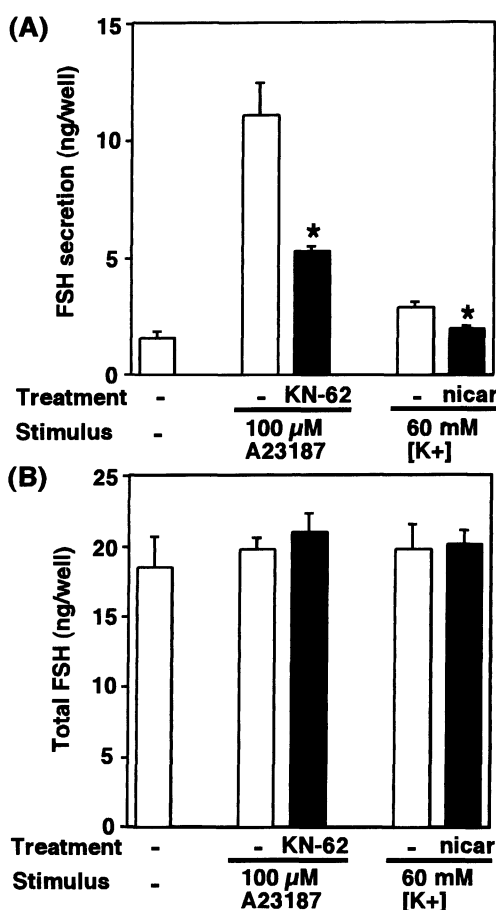 (A)
FSH secretion (ng/well)
15
10
5
0
*
*
Treatment - - KN-62 - nicar
Stimulus - 100 µM 60 mM
A23187 [K+]
(B)
Total FSH (ng/well)
25
20
15
10
5
0
Treatment - - KN-62 - nicar
Stimulus - 100 µM 60 mM
A23187 [K+]